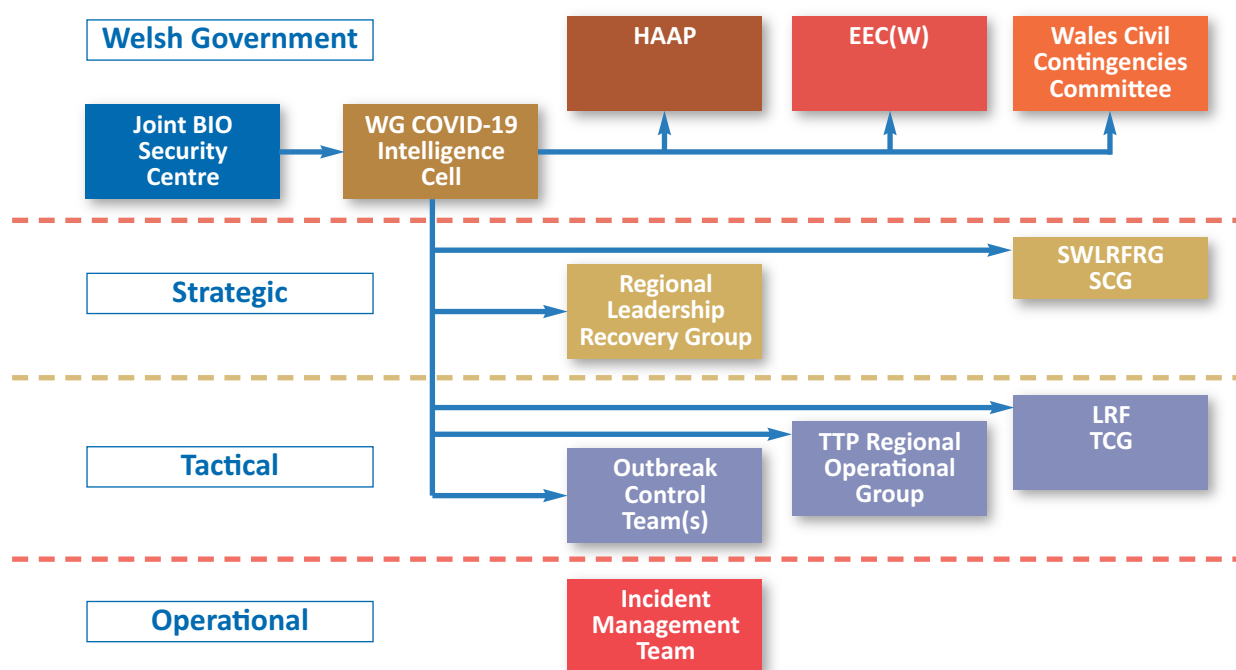 Welsh Government
HAAP
EEC(W)
Wales Civil
Contingencies
Committee
Joint BIO
Security
Centre
WG COVID-19
Intelligence
Cell
Strategic
SWLRFRG
SCG
Regional
Leadership
Recovery Group
Tactical
LRF
TCG
TTP Regional
Operational
Group
Outbreak
Control
Team(s)
Operational
Incident
Management
Team